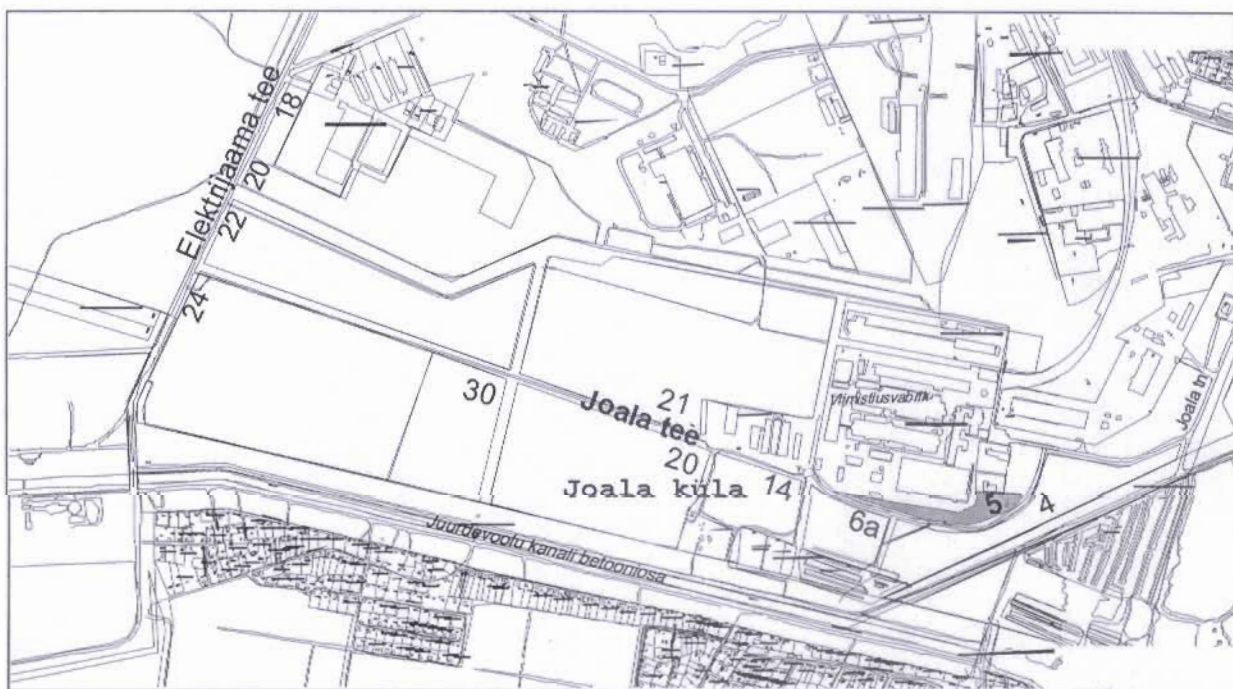 Elektrijaama tee
18
20
22
24
30
21
Joala tee
20
Joala küla
14
Viimistlusvabrik
5
4
6a
Joala tn
Juurdevoolu kanali betooniosa